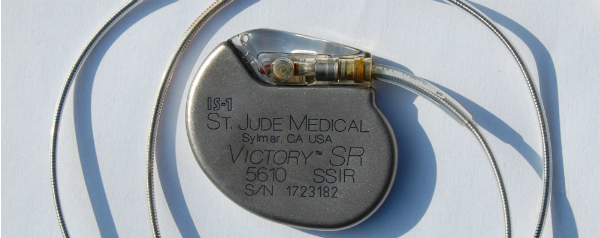 IS-1
ST. JUDE MEDICAL
Sylmar, CA USA
VICTORY™ SR
5610 SSIR
S/N 1723182